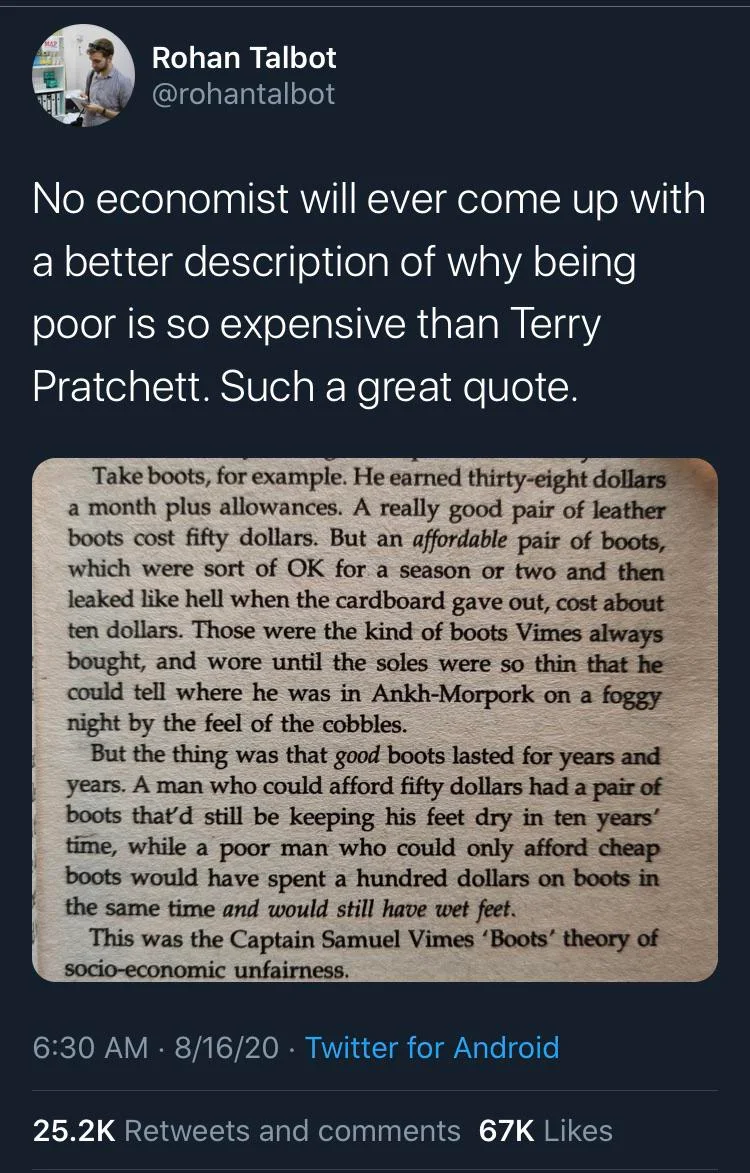 Rohan Talbot
@rohantalbot
No economist will ever come up with
a better description of why being
poor is so expensive than Terry
Pratchett. Such a great quote.
Take boots, for example. He earned thirty-eight dollars
a month plus allowances. A really good pair of leather
boots cost fifty dollars. But an affordable pair of boots,
which were sort of OK for a season or two and then
leaked like hell when the cardboard gave out, cost about
ten dollars. Those were the kind of boots Vimes always
bought, and wore until the soles were so thin that he
could tell where he was in Ankh-Morpork on a foggy
night by the feel of the cobbles.
But the thing was that good boots lasted for years and
years. A man who could afford fifty dollars had a pair of
boots that'd still be keeping his feet dry in ten years'
time, while a poor man who could only afford cheap
boots would have spent a hundred dollars on boots in
the same time and would still have wet feet.
This was the Captain Samuel Vimes 'Boots' theory of
socio-economic unfairness.
6:30 AM · 8/16/20 · Twitter for Android
25.2K Retweets and comments 67K Likes